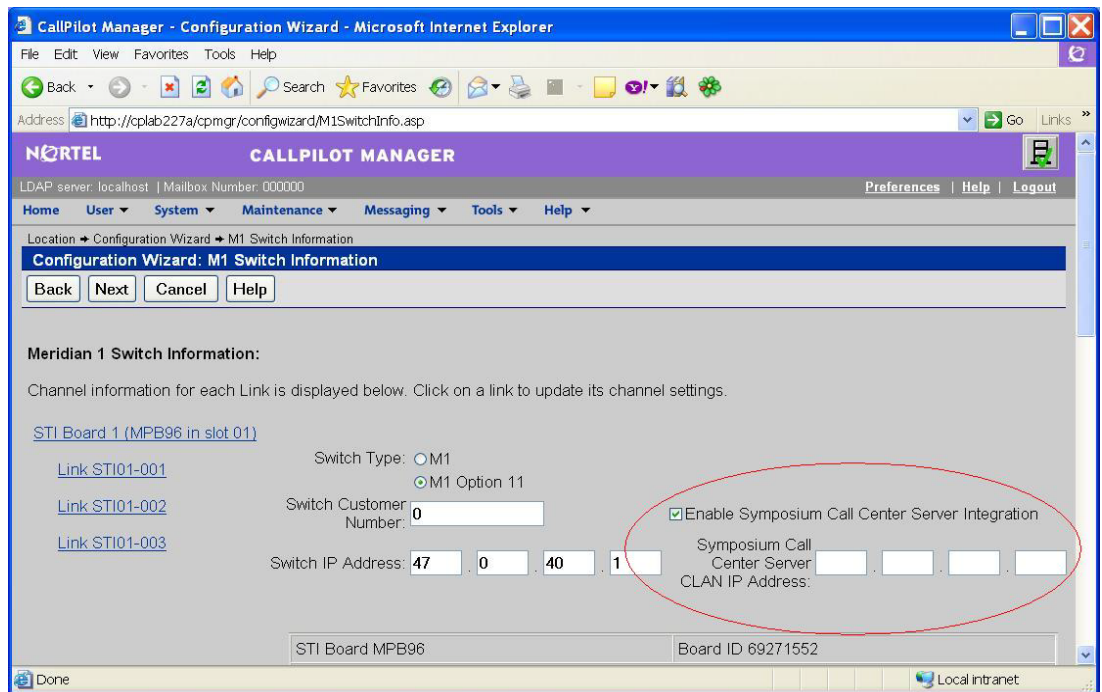 CallPilot Manager - Configuration Wizard - Microsoft Internet Explorer
File Edit View Favorites Tools Help
Back Search Favorites
Address http://cplab227a/cpmgr/configwizard/M1SwitchInfo.asp Go Links »
NORTEL CALLPILOT MANAGER
LDAP server: localhost | Mailbox Number: 000000 Preferences | Help | Logout
Home User System Maintenance Messaging Tools Help
Location → Configuration Wizard → M1 Switch Information
Configuration Wizard: M1 Switch Information
Back Next Cancel Help
Meridian 1 Switch Information:
Channel information for each Link is displayed below. Click on a link to update its channel settings.
STI Board 1 (MPB96 in slot 01)
Link STI01-001
Link STI01-002
Link STI01-003
Switch Type: M1
M1 Option 11
Switch Customer
Number: 0
Switch IP Address: 47 . 0 . 40 . 1
Enable Symposium Call Center Server Integration
Symposium Call
Center Server
CLAN IP Address: . . .
STI Board MPB96 Board ID 69271552
Done Local intranet